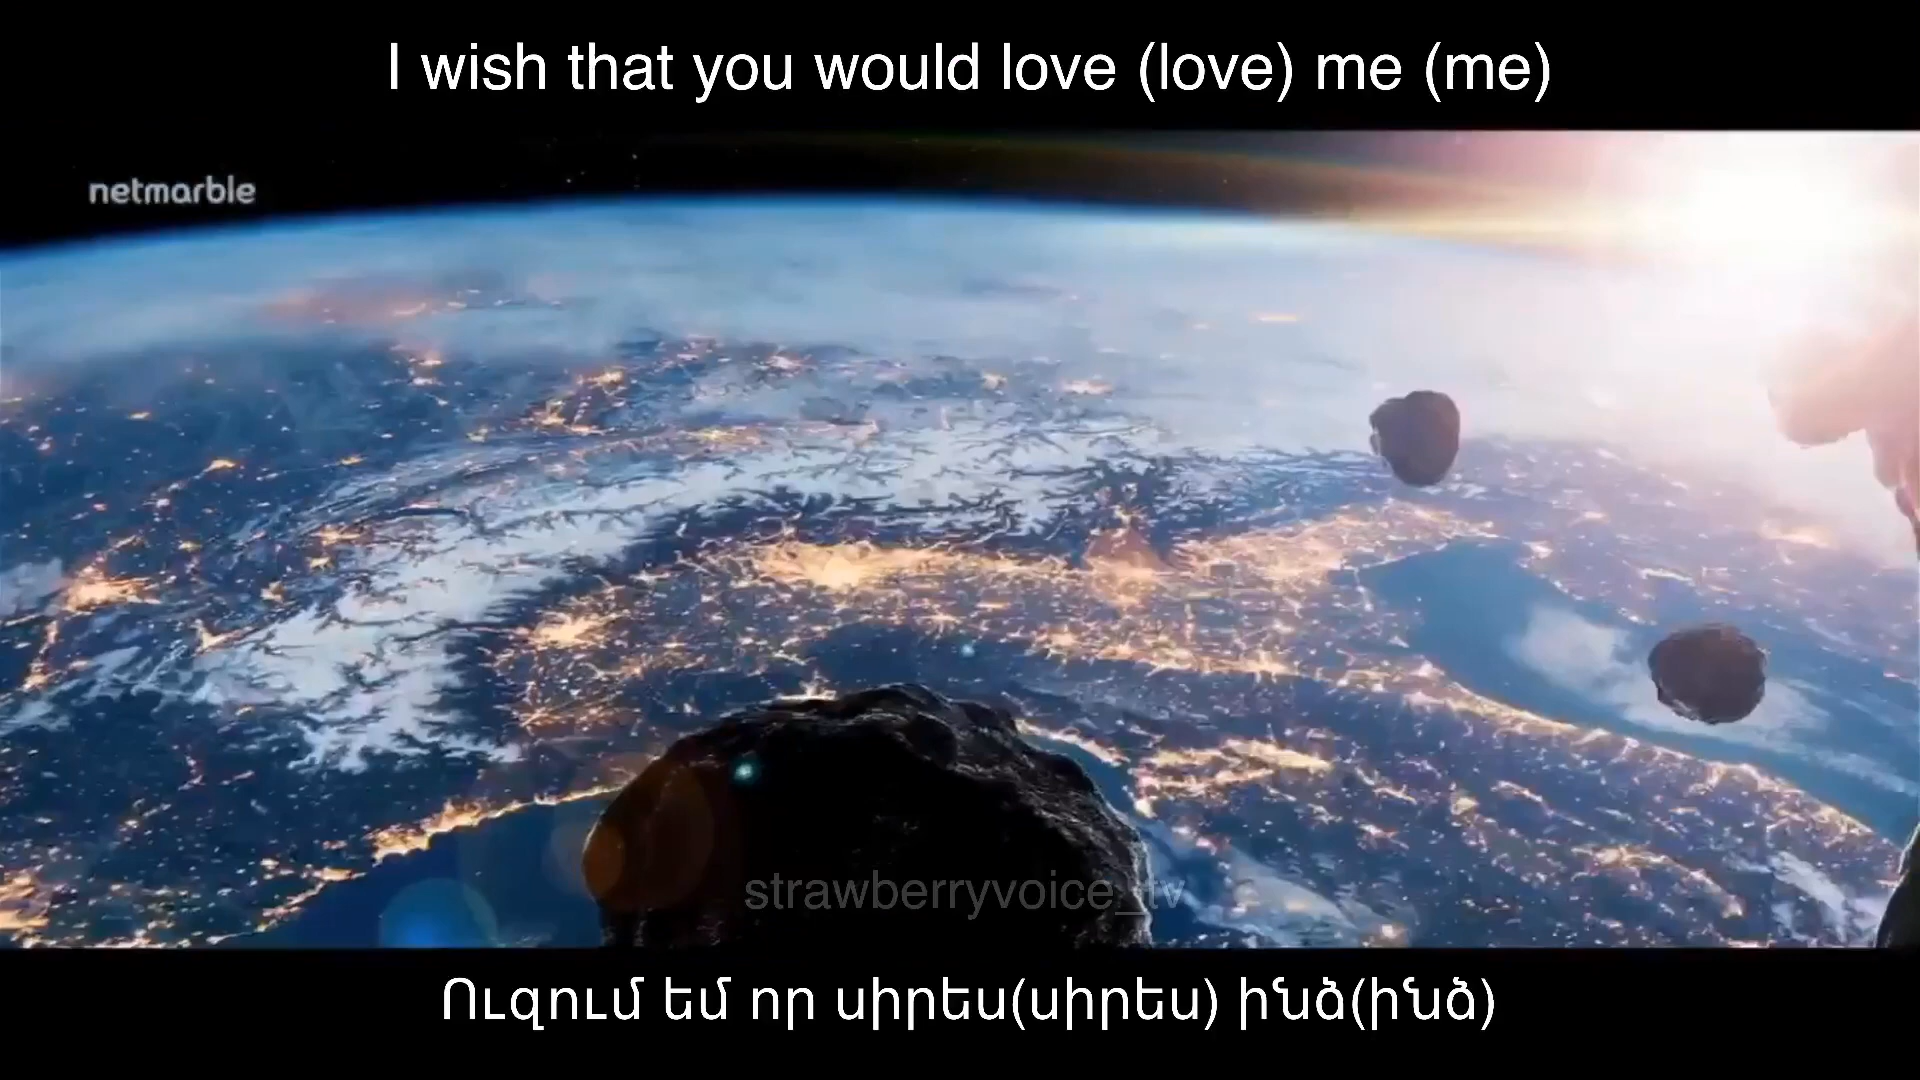 I wish that you would love (love) me (me)
netmarble
strawberryvoice_tv
Ուզում եմ որ սիրես(սիրես) ինձ(ինձ)